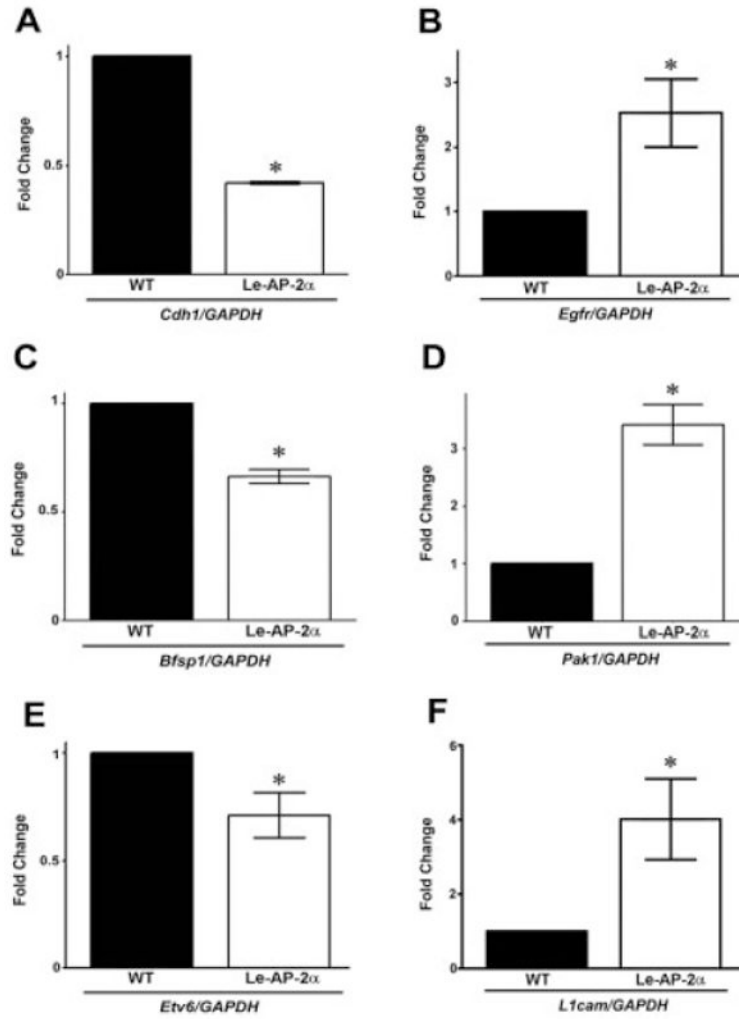 A
Fold Change
1
0.5
0
*
WT Le-AP-2α
Cdh1/GAPDH
B
Fold Change
3
2
1
0
*
WT Le-AP-2α
Egfr/GAPDH
C
Fold Change
1
0.5
0
*
WT Le-AP-2α
Bfsp1/GAPDH
D
Fold Change
3
2
1
0
*
WT Le-AP-2α
Pak1/GAPDH
E
Fold Change
1
0.5
0
*
WT Le-AP-2α
Etv6/GAPDH
F
Fold Change
6
4
2
0
*
WT Le-AP-2α
L1cam/GAPDH